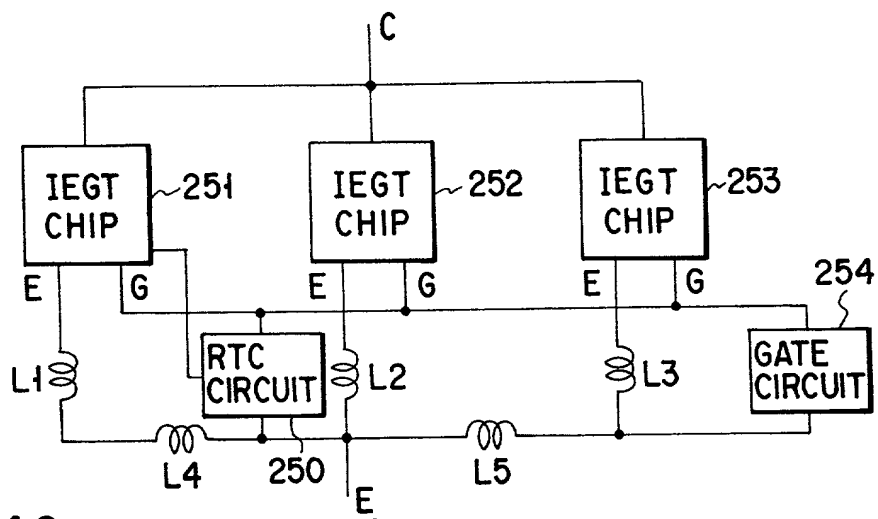 C
IEGT
CHIP
251
IEGT
CHIP
252
IEGT
CHIP
253
E
G
E
G
E
G
254
L1
RTC
CIRCUIT
L2
L3
GATE
CIRCUIT
L4
250
L5
E